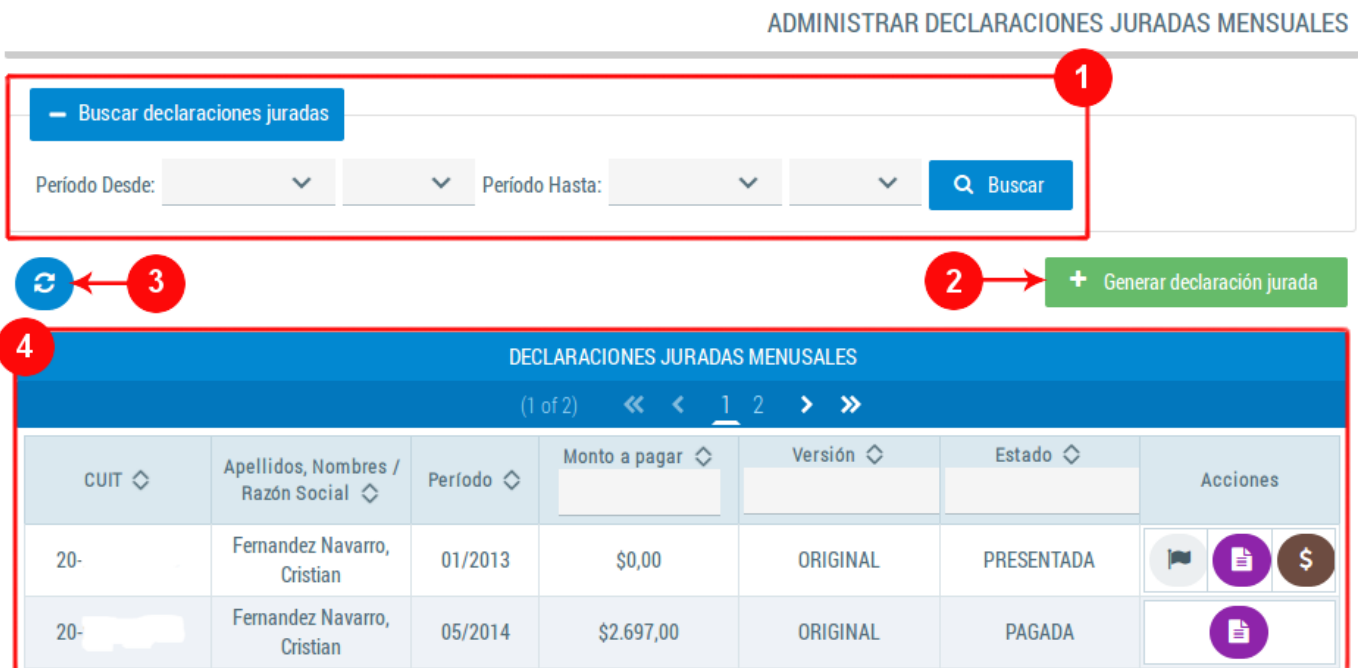 ADMINISTRAR DECLARACIONES JURADAS MENSUALES
1
Buscar declaraciones juradas
Período Desde: Período Hasta: Buscar
3 2 + Generar declaración jurada
4 DECLARACIONES JURADAS MENUSALES
(1 of 2) 1 2
CUIT Apellidos, Nombres / Razón Social Período Monto a pagar Versión Estado Acciones
20- Fernandez Navarro, Cristian 01/2013 $0,00 ORIGINAL PRESENTADA $
20- Fernandez Navarro, Cristian 05/2014 $2.697,00 ORIGINAL PAGADA